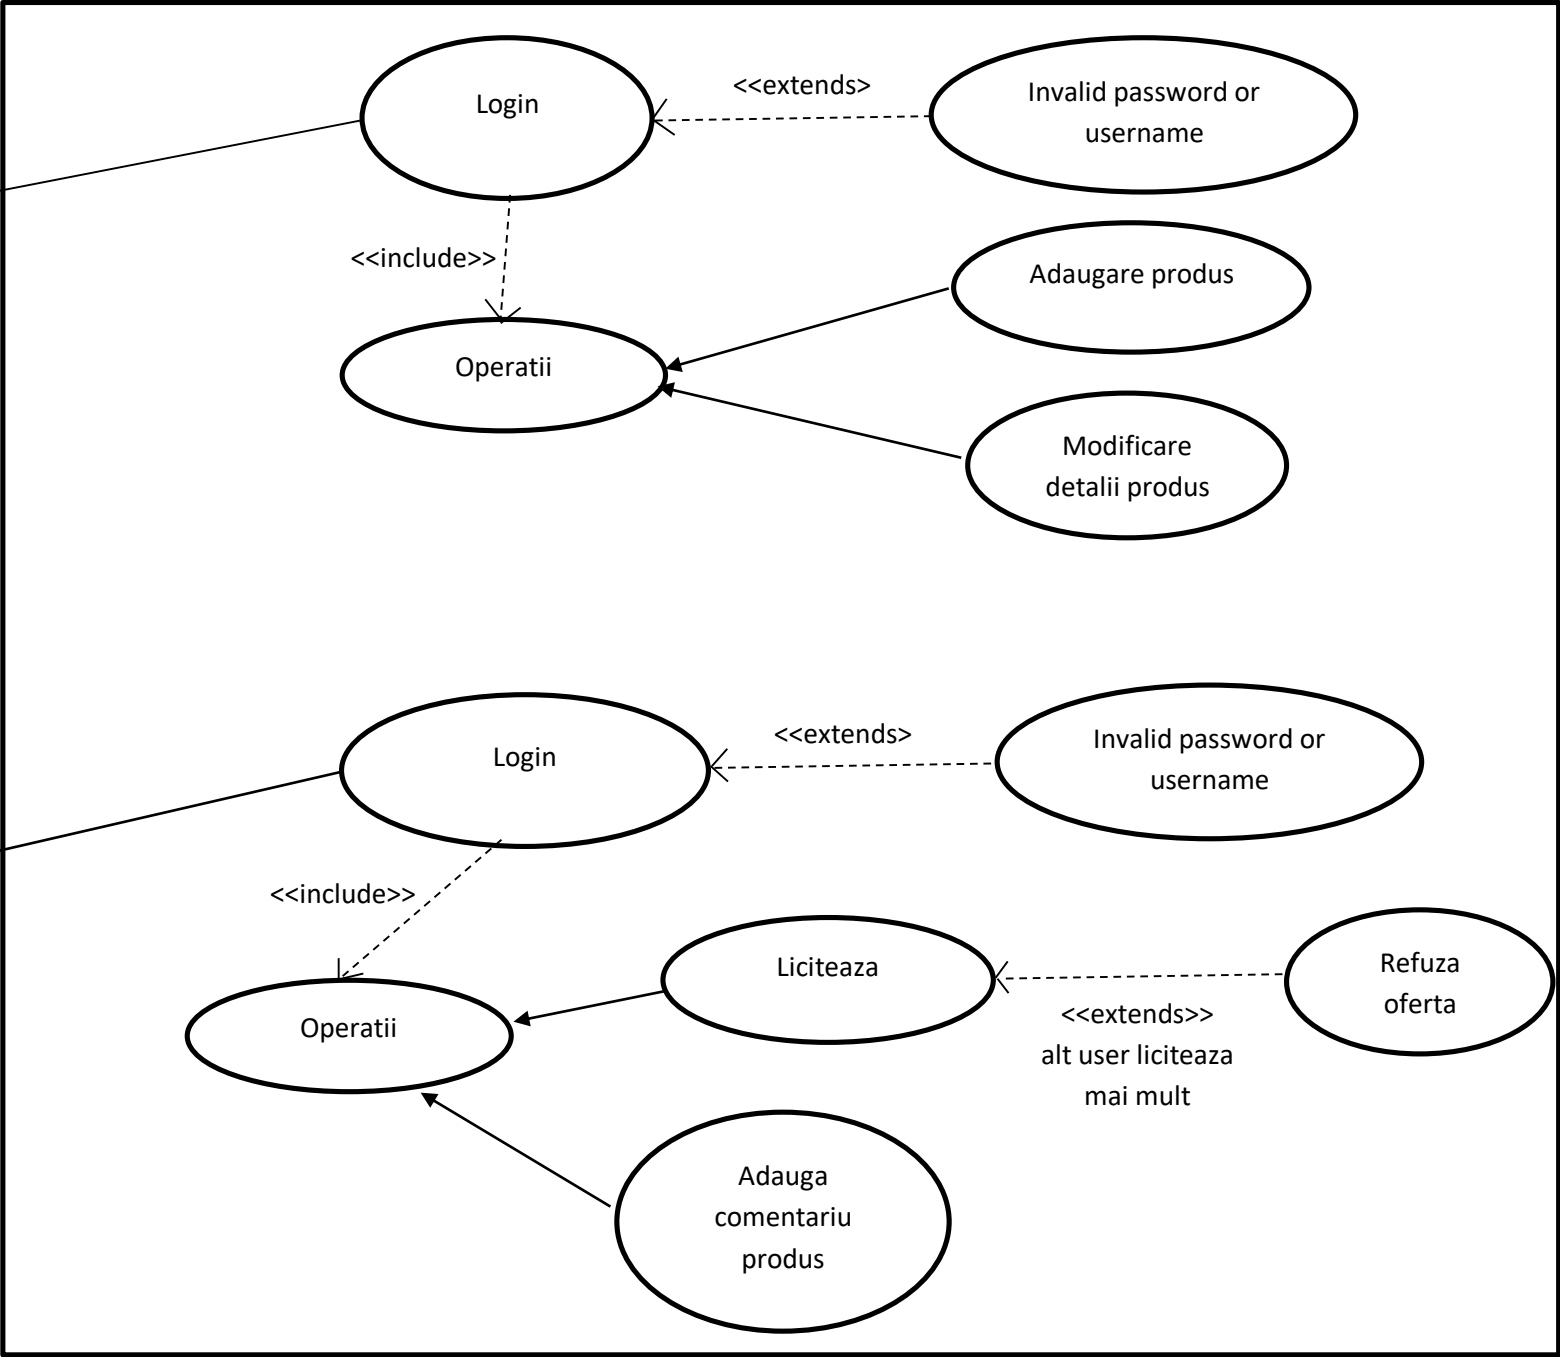 Login
<<extends>
Invalid password or
username
<<include>>
Adaugare produs
Operatii
Modificare
detalii produs
Login
<<extends>
Invalid password or
username
<<include>>
Liciteaza
Refuza
oferta
<<extends>>
alt user liciteaza
mai mult
Operatii
Adauga
comentariu
produs